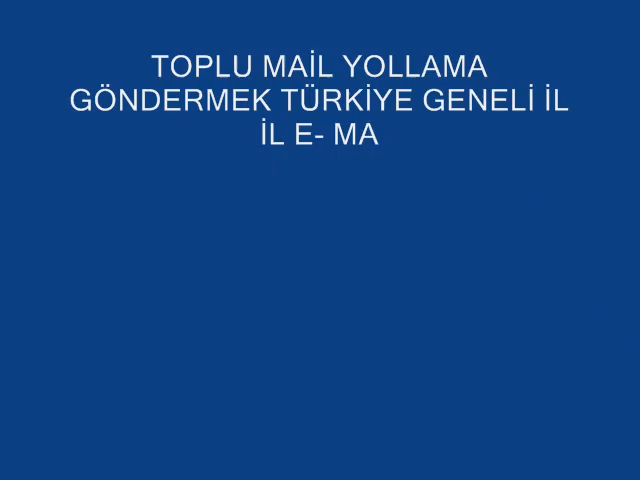 TOPLU MAİL YOLLAMA
GÖNDERMEK TÜRKİYE GENELİ İL
İL E- MA